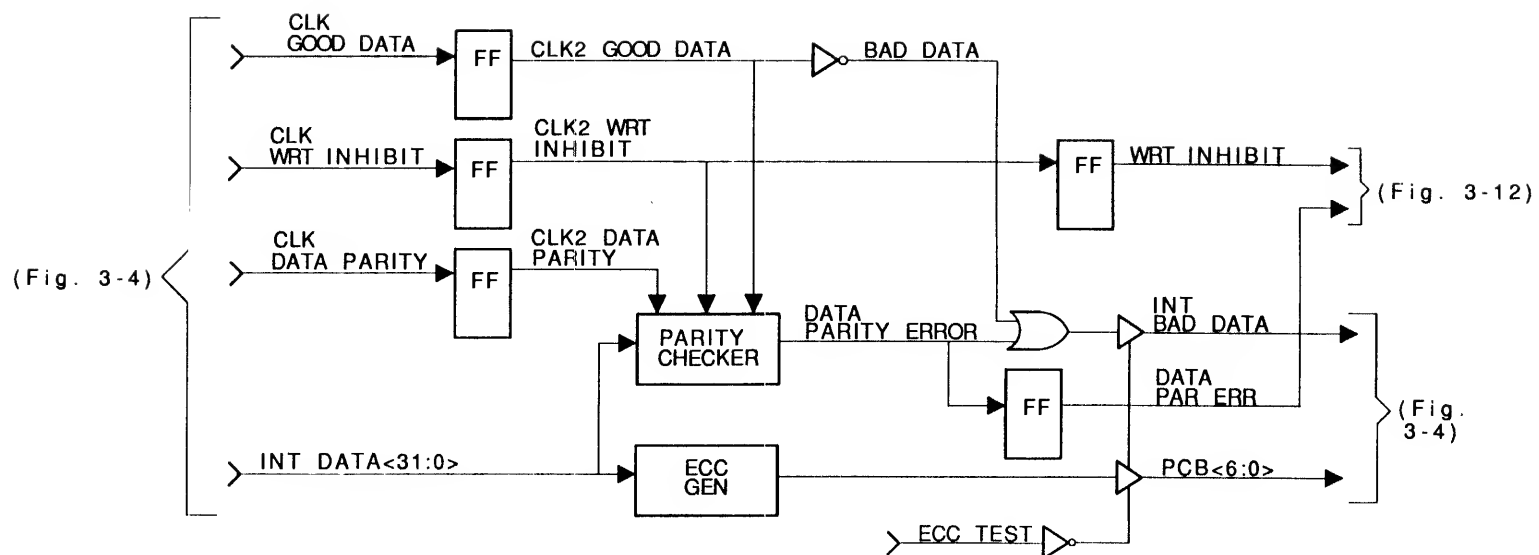 CLK
GOOD DATA
FF
CLK2 GOOD DATA
BAD DATA
CLK
WRT INHIBIT
FF
CLK2 WRT
INHIBIT
FF
WRT INHIBIT
(Fig. 3-12)
CLK
DATA PARITY
FF
CLK2 DATA
PARITY
(Fig. 3-4)
PARITY
CHECKER
DATA
PARITY ERROR
INT
BAD DATA
FF
DATA
PAR ERR
(Fig.
3-4)
INT DATA<31:0>
ECC
GEN
PCB<6:0>
ECC TEST